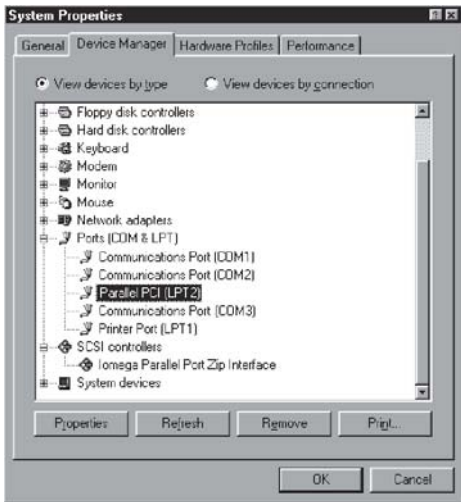 System Properties
General Device Manager Hardware Profiles Performance
View devices by type View devices by connection
Floppy disk controllers
Hard disk controllers
Keyboard
Modem
Monitor
Mouse
Network adapters
Ports (COM & LPT)
Communications Port (COM1)
Communications Port (COM2)
Parallel PCI (LPT2)
Communications Port (COM3)
Printer Port (LPT1)
SCSI controllers
Iomega Parallel Port Zip Interface
System devices
Properties Refresh Remove Print...
OK Cancel